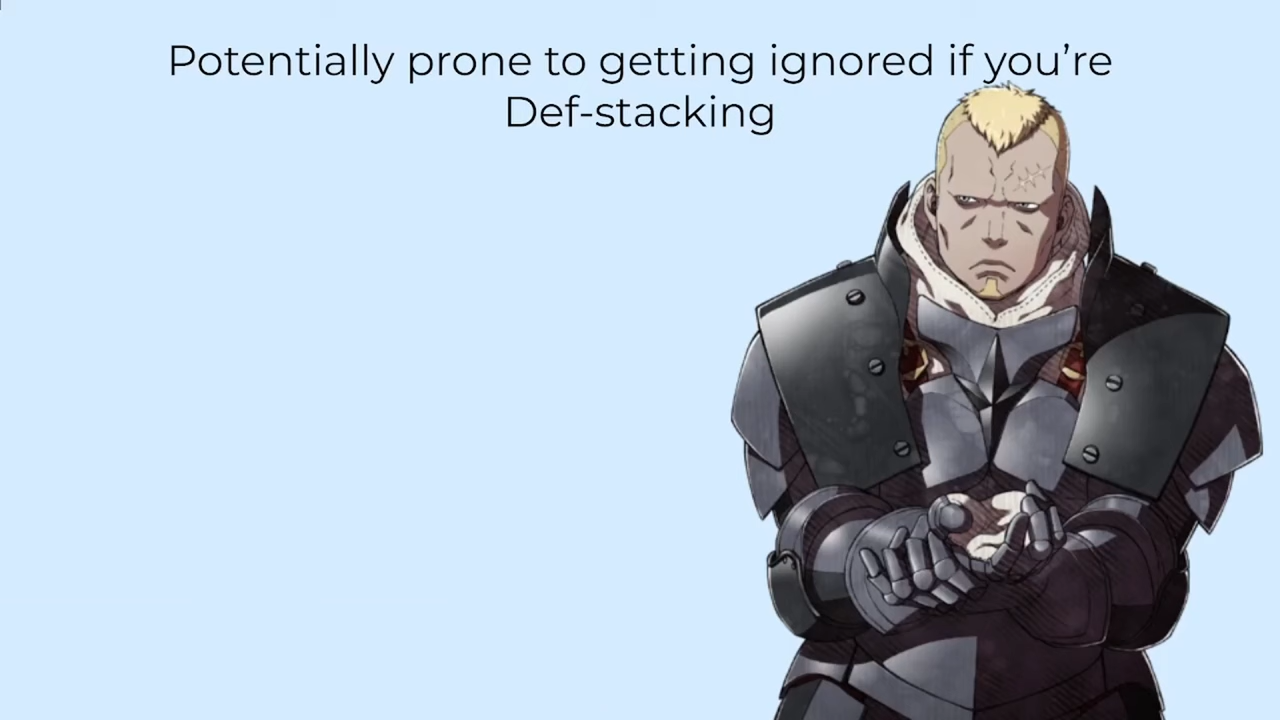 Potentially prone to getting ignored if you’re
Def-stacking